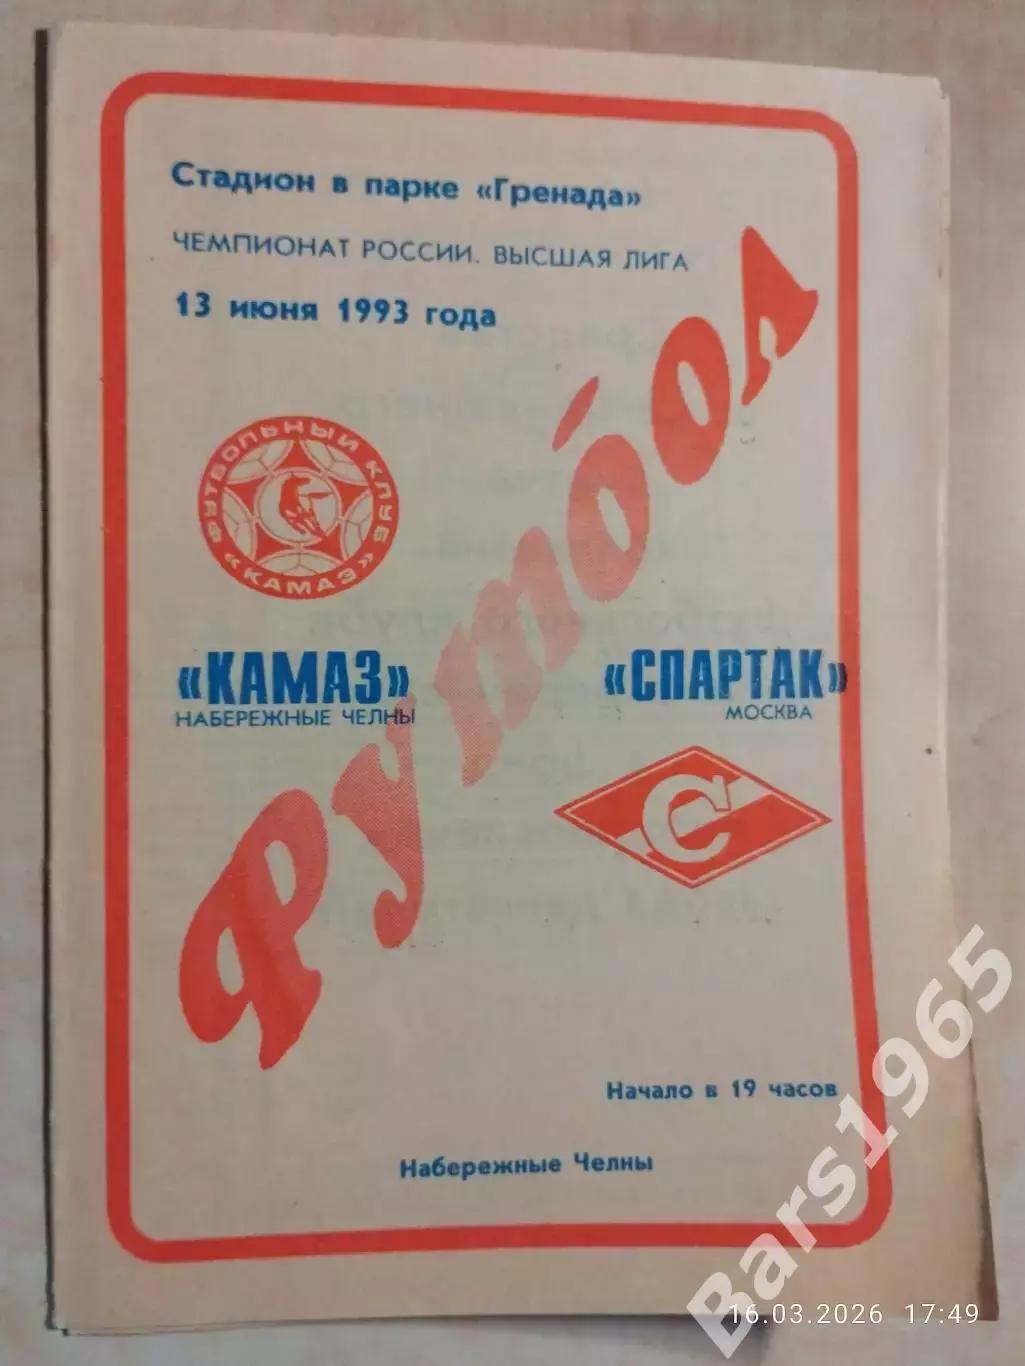 Стадион в парке «Гренада»
ЧЕМПИОНАТ РОССИИ. ВЫСШАЯ ЛИГА
13 июня 1993 года
Футбол
ФУТБОЛЬНЫЙ КЛУБ
«КАМАЗ»
«КАМАЗ»
НАБЕРЕЖНЫЕ ЧЕЛНЫ
«СПАРТАК»
МОСКВА
С
Начало в 19 часов
Набережные Челны
Bars1965
16.03.2026 17:49